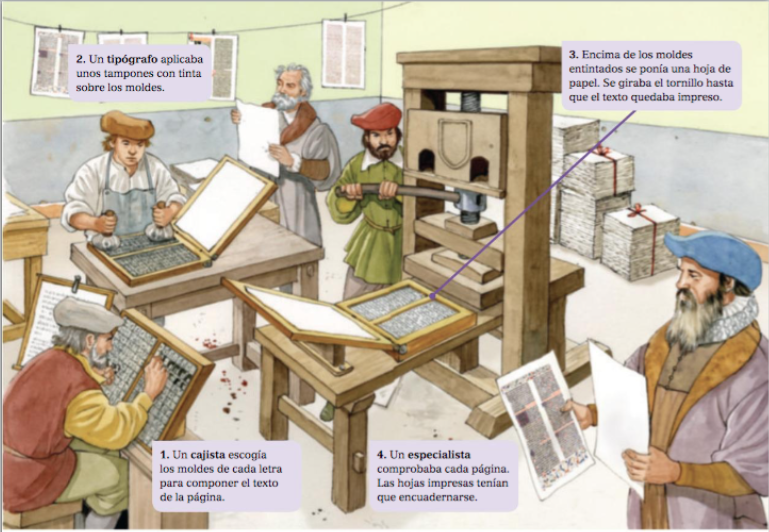 2. Un tipógrafo aplicaba
unos tampones con tinta
sobre los moldes.
3. Encima de los moldes
entintados se ponía una hoja de
papel. Se giraba el tornillo hasta
que el texto quedaba impreso.
1. Un cajista escogía
los moldes de cada letra
para componer el texto
de la página.
4. Un especialista
comprobaba cada página.
Las hojas impresas tenían
que encuadernarse.